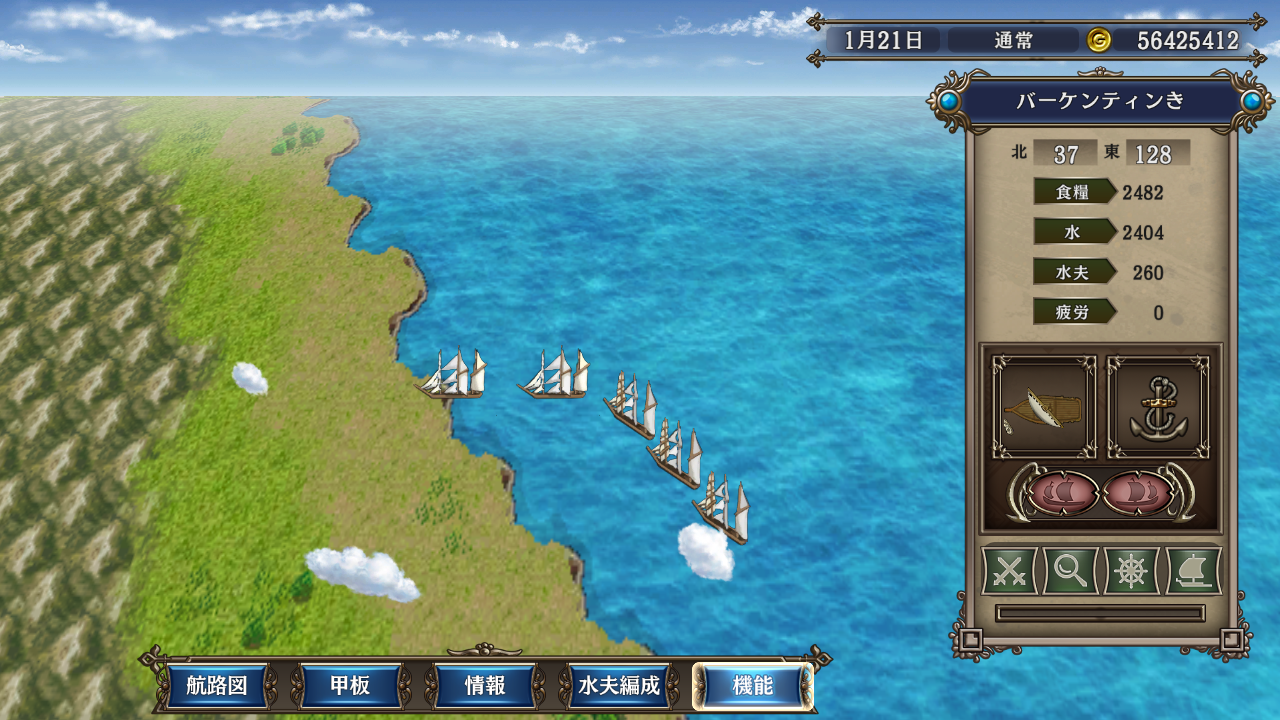 1月21日 通常 G 56425412
バーケンティンき
北 37 東 128
食糧 2482
水 2404
水夫 260
疲労 0
航路図 甲板 情報 水夫編成 機能